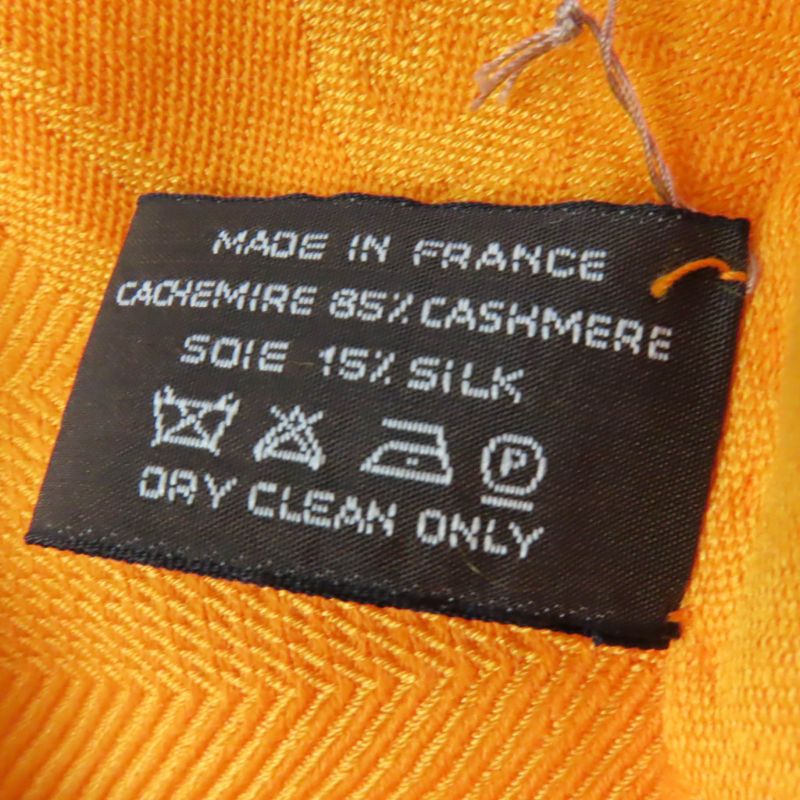 MADE IN FRANCE
CACHEMIRE 85% CASHMERE
SOIE 15% SILK
P
DRY CLEAN ONLY